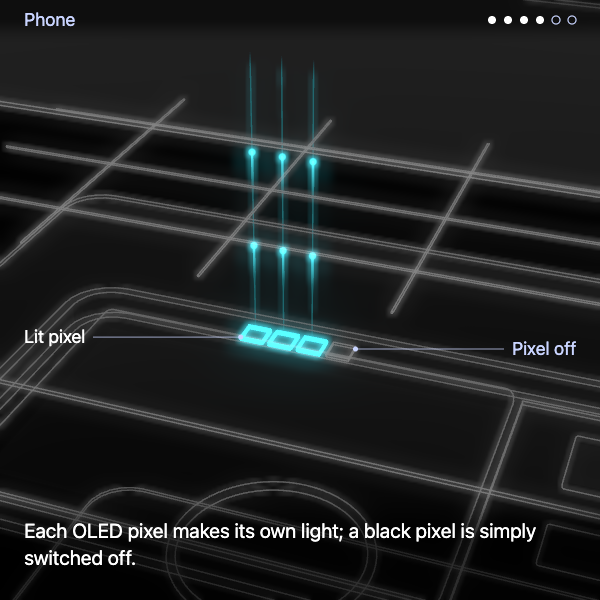 Phone
Lit pixel
Pixel off
Each OLED pixel makes its own light; a black pixel is simply
switched off.